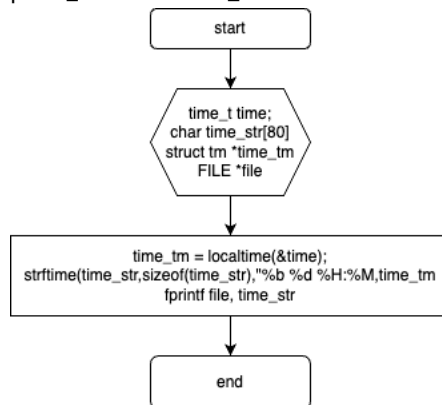 start
time_t time;
char time_str[80]
struct tm *time_tm
FILE *file
time_tm = localtime(&time);
strftime(time_str,sizeof(time_str),"%b %d %H:%M,time_tm
fprintf file, time_str
end